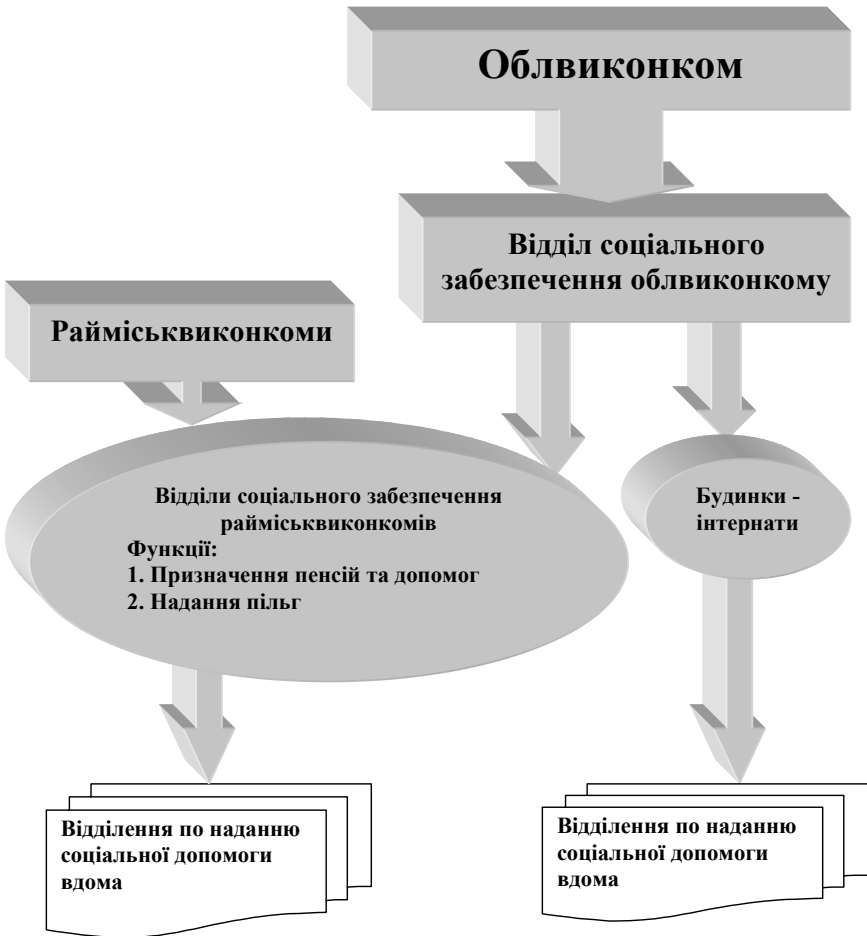 Облвиконком
Відділ соціального
забезпечення облвиконкому
Райміськвиконкоми
Відділи соціального забезпечення
райміськвиконкомів
Функції:
1. Призначення пенсій та допомог
2. Надання пільг
Будинки -
інтернати
Відділення по наданню
соціальної допомоги
вдома
Відділення по наданню
соціальної допомоги
вдома